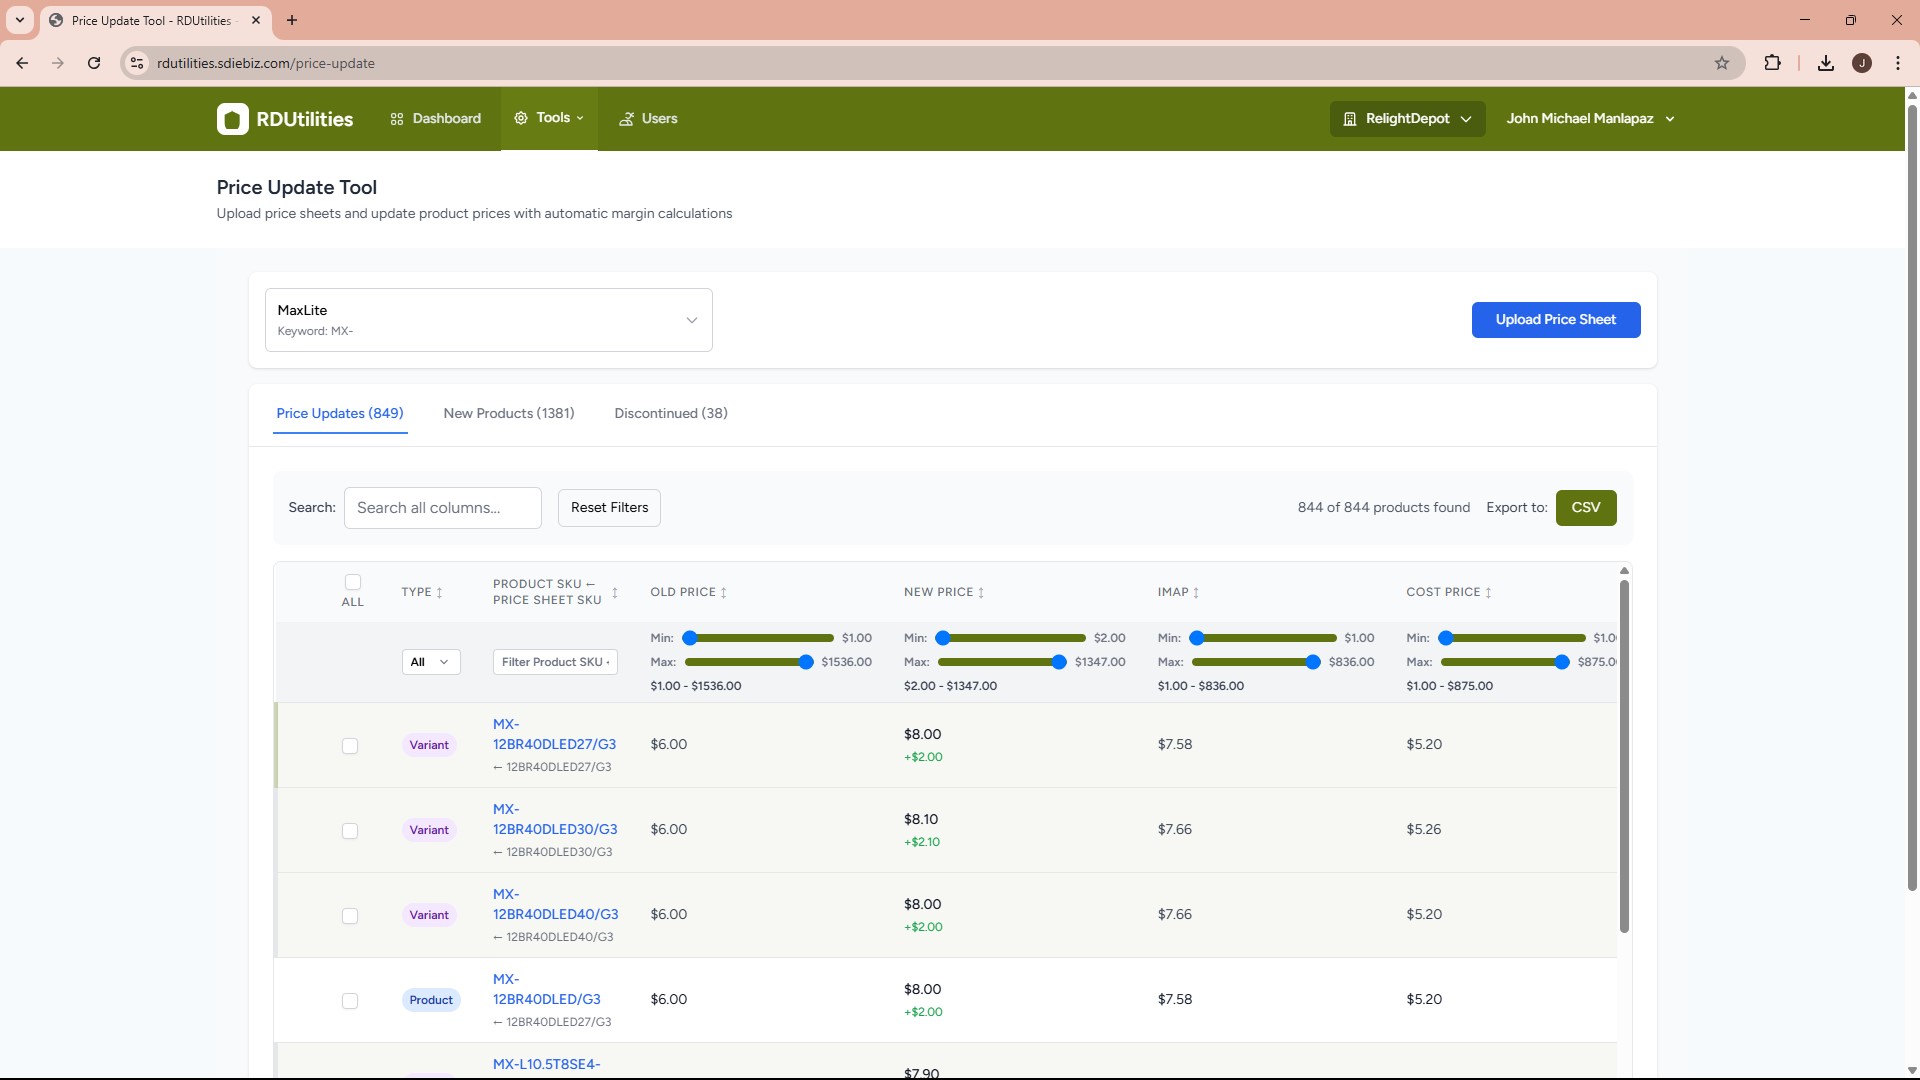 Price Update Tool - RDUtilities
rdutilities.sdiebiz.com/price-update
J
RDUtilities
Dashboard
Tools
Users
RelightDepot
John Michael Manlapaz
Price Update Tool
Upload price sheets and update product prices with automatic margin calculations
MaxLite
Keyword: MX-
Upload Price Sheet
Price Updates (849)
New Products (1381)
Discontinued (38)
Search:
Search all columns...
Reset Filters
844 of 844 products found
Export to:
CSV
ALL
TYPE ↕
PRODUCT SKU ←
PRICE SHEET SKU ↕
OLD PRICE ↕
NEW PRICE ↕
IMAP ↕
COST PRICE ↕
All
Filter Product SKU
Min: $1.00
Max: $1536.00
$1.00 - $1536.00
Min: $2.00
Max: $1347.00
$2.00 - $1347.00
Min: $1.00
Max: $836.00
$1.00 - $836.00
Min: $1.0
Max: $875.0
$1.00 - $875.00
Variant
MX-
12BR40DLED27/G3
← 12BR40DLED27/G3
$6.00
$8.00
+$2.00
$7.58
$5.20
Variant
MX-
12BR40DLED30/G3
← 12BR40DLED30/G3
$6.00
$8.10
+$2.10
$7.66
$5.26
Variant
MX-
12BR40DLED40/G3
← 12BR40DLED40/G3
$6.00
$8.00
+$2.00
$7.66
$5.20
Product
MX-
12BR40DLED/G3
← 12BR40DLED27/G3
$6.00
$8.00
+$2.00
$7.58
$5.20
MX-L10.5T8SE4-
$7.90